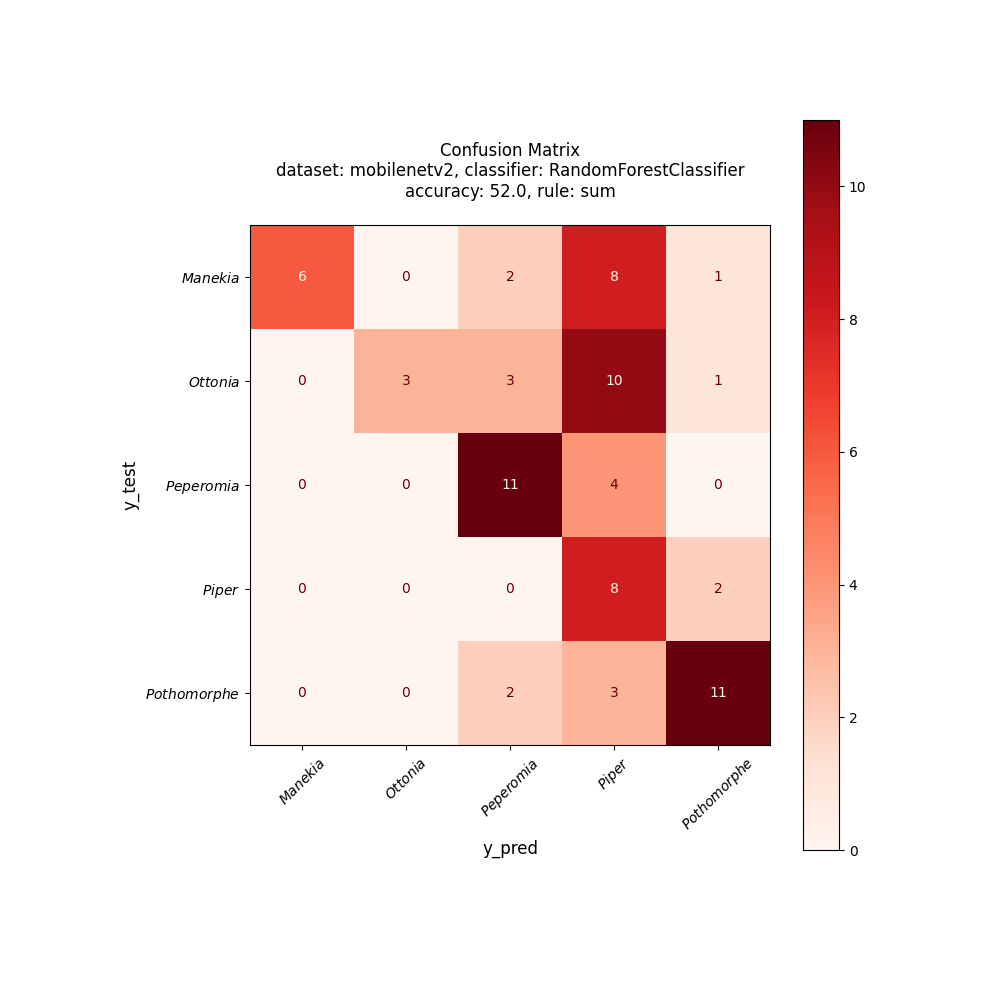 Confusion Matrix
dataset: mobilenetv2, classifier: RandomForestClassifier
accuracy: 52.0, rule: sum
y_test
Manekia 6 0 2 8 1
Ottonia 0 3 3 10 1
Peperomia 0 0 11 4 0
Piper 0 0 0 8 2
Pothomorphe 0 0 2 3 11
Manekia Ottonia Peperomia Piper Pothomorphe
y_pred
10
8
6
4
2
0